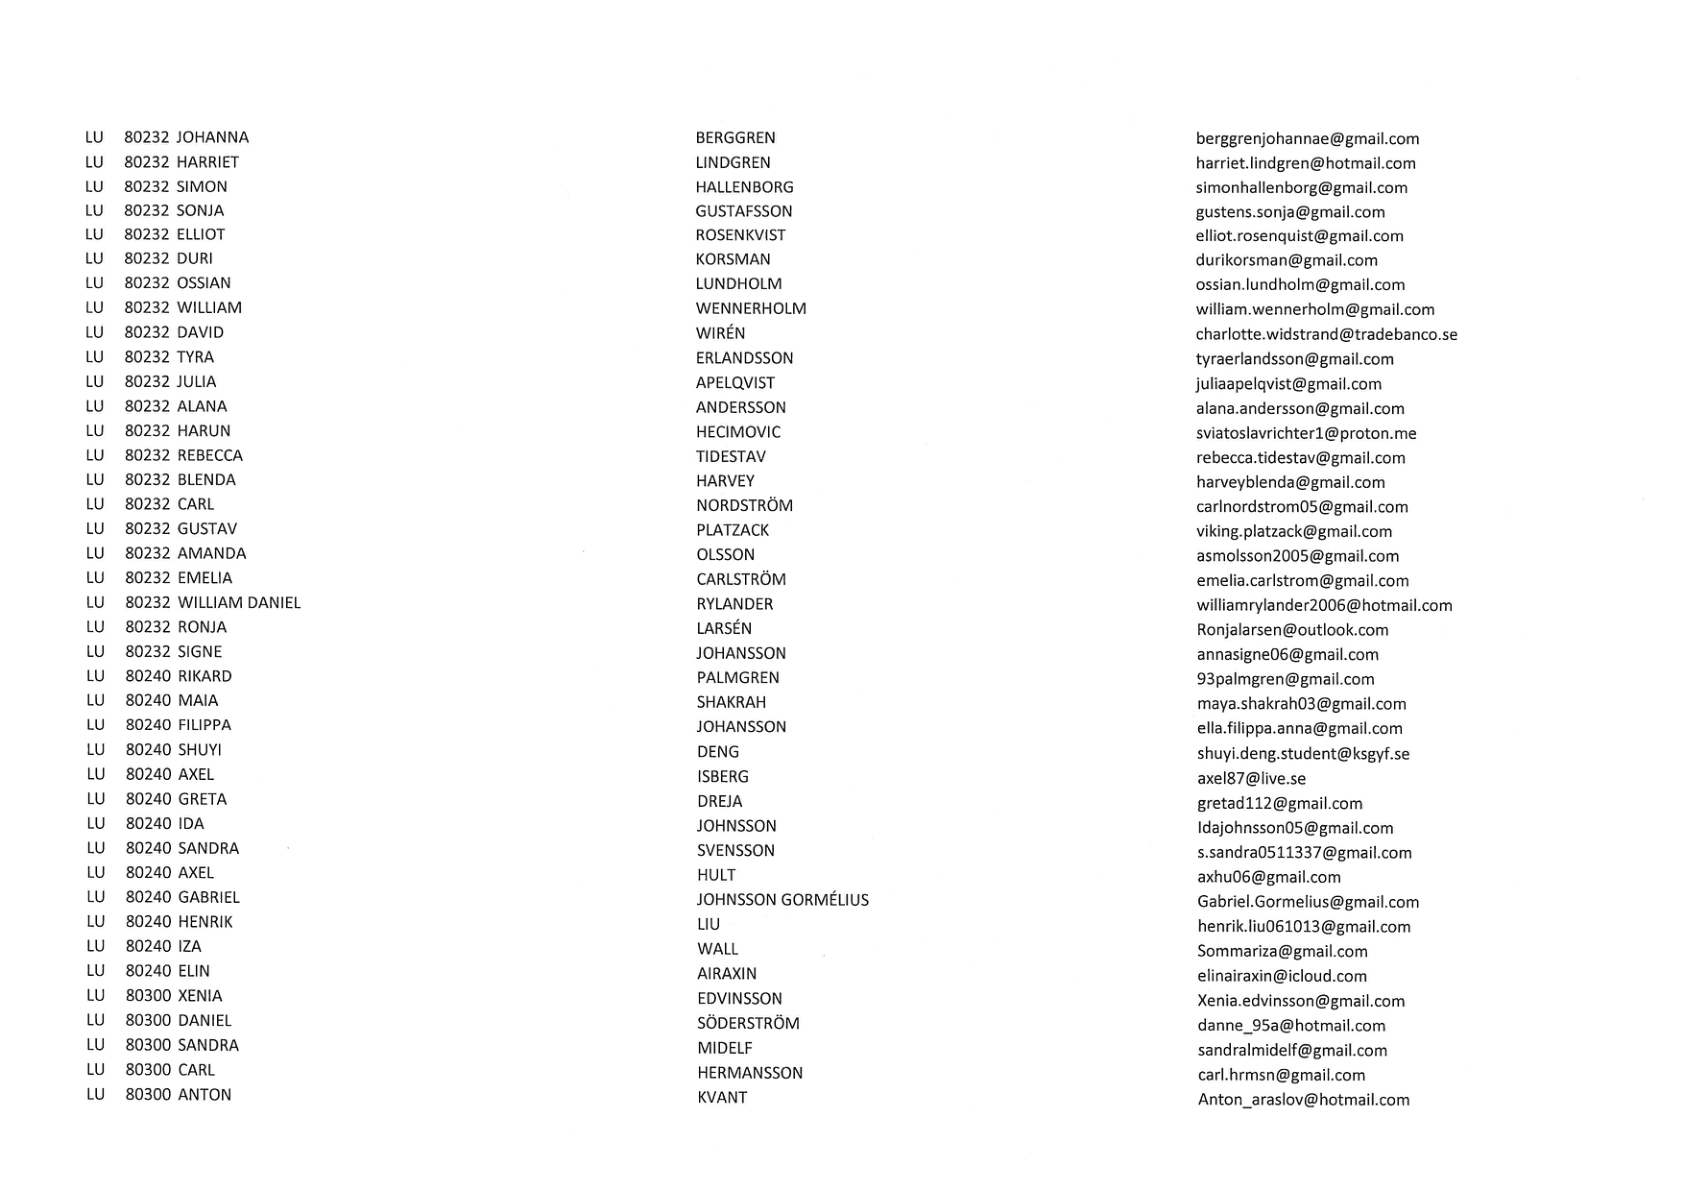 LU 80232 JOHANNA BERGGREN berggrenjohannae@gmail.com
LU 80232 HARRIET LINDGREN harriet.lindgren@hotmail.com
LU 80232 SIMON HALLENBORG simonhallenborg@gmail.com
LU 80232 SONJA GUSTAFSSON gustens.sonja@gmail.com
LU 80232 ELLIOT ROSENKVIST elliot.rosenquist@gmail.com
LU 80232 DURI KORSMAN durikorsman@gmail.com
LU 80232 OSSIAN LUNDHOLM ossian.lundholm@gmail.com
LU 80232 WILLIAM WENNERHOLM william.wennerholm@gmail.com
LU 80232 DAVID WIRÉN charlotte.widstrand@tradebanco.se
LU 80232 TYRA ERLANDSSON tyraerlandsson@gmail.com
LU 80232 JULIA APELQVIST juliaapelqvist@gmail.com
LU 80232 ALANA ANDERSSON alana.andersson@gmail.com
LU 80232 HARUN HECIMOVIC sviatoslavrichter1@proton.me
LU 80232 REBECCA TIDESTAV rebecca.tidestav@gmail.com
LU 80232 BLENDA HARVEY harveyblenda@gmail.com
LU 80232 CARL NORDSTRÖM carlnordstrom05@gmail.com
LU 80232 GUSTAV PLATZACK viking.platzack@gmail.com
LU 80232 AMANDA OLSSON asmolsson2005@gmail.com
LU 80232 EMELIA CARLSTRÖM emelia.carlstrom@gmail.com
LU 80232 WILLIAM DANIEL RYLANDER williamrylander2006@hotmail.com
LU 80232 RONJA LARSÉN Ronjalarsen@outlook.com
LU 80232 SIGNE JOHANSSON annasigne06@gmail.com
LU 80240 RIKARD PALMGREN 93palmgren@gmail.com
LU 80240 MAIA SHAKRAH maya.shakrah03@gmail.com
LU 80240 FILIPPA JOHANSSON ella.filippa.anna@gmail.com
LU 80240 SHUYI DENG shuyi.deng.student@ksgyf.se
LU 80240 AXEL ISBERG axel87@live.se
LU 80240 GRETA DREJA gretad112@gmail.com
LU 80240 IDA JOHNSSON Idajohnsson05@gmail.com
LU 80240 SANDRA SVENSSON s.sandra0511337@gmail.com
LU 80240 AXEL HULT axhu06@gmail.com
LU 80240 GABRIEL JOHNSSON GORMÉLIUS Gabriel.Gormelius@gmail.com
LU 80240 HENRIK LIU henrik.liu061013@gmail.com
LU 80240 IZA WALL Sommariza@gmail.com
LU 80240 ELIN AIRAXIN elinairaxin@icloud.com
LU 80300 XENIA EDVINSSON Xenia.edvinsson@gmail.com
LU 80300 DANIEL SÖDERSTRÖM danne_95a@hotmail.com
LU 80300 SANDRA MIDELF sandralmidelf@gmail.com
LU 80300 CARL HERMANSSON carl.hrmsn@gmail.com
LU 80300 ANTON KVANT Anton_araslov@hotmail.com